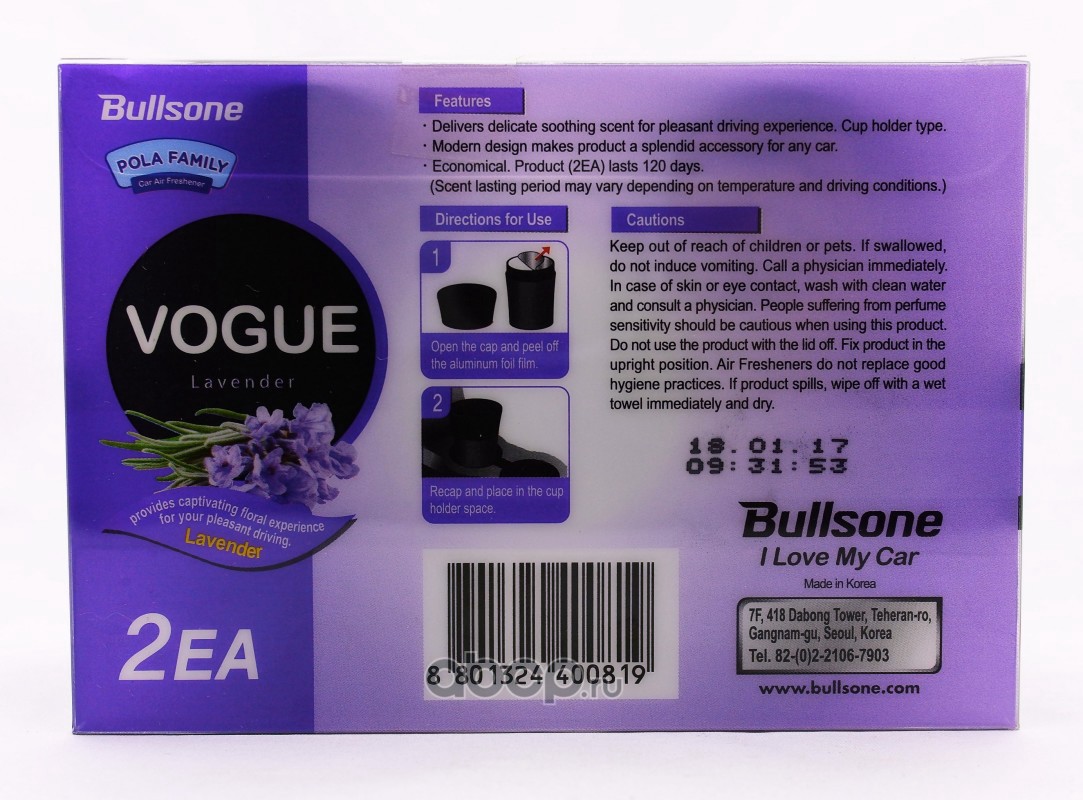 Bullsone
POLA FAMILY
Car Air Freshener
VOGUE
Lavender
provides captivating floral experience
for your pleasant driving.
Lavender
2EA
Features
· Delivers delicate soothing scent for pleasant driving experience. Cup holder type.
· Modern design makes product a splendid accessory for any car.
· Economical. Product (2EA) lasts 120 days.
(Scent lasting period may vary depending on temperature and driving conditions.)
Directions for Use
1
Open the cap and peel off
the aluminum foil film.
2
Recap and place in the cup
holder space.
Cautions
Keep out of reach of children or pets. If swallowed,
do not induce vomiting. Call a physician immediately.
In case of skin or eye contact, wash with clean water
and consult a physician. People suffering from perfume
sensitivity should be cautious when using this product.
Do not use the product with the lid off. Fix product in the
upright position. Air Fresheners do not replace good
hygiene practices. If product spills, wipe off with a wet
towel immediately and dry.
18.01.17
09:31:53
Bullsone
I Love My Car
Made in Korea
7F, 418 Dabong Tower, Teheran-ro,
Gangnam-gu, Seoul, Korea
Tel. 82-(0)2-2106-7903
www.bullsone.com
8 801324 400819
abcp.ru